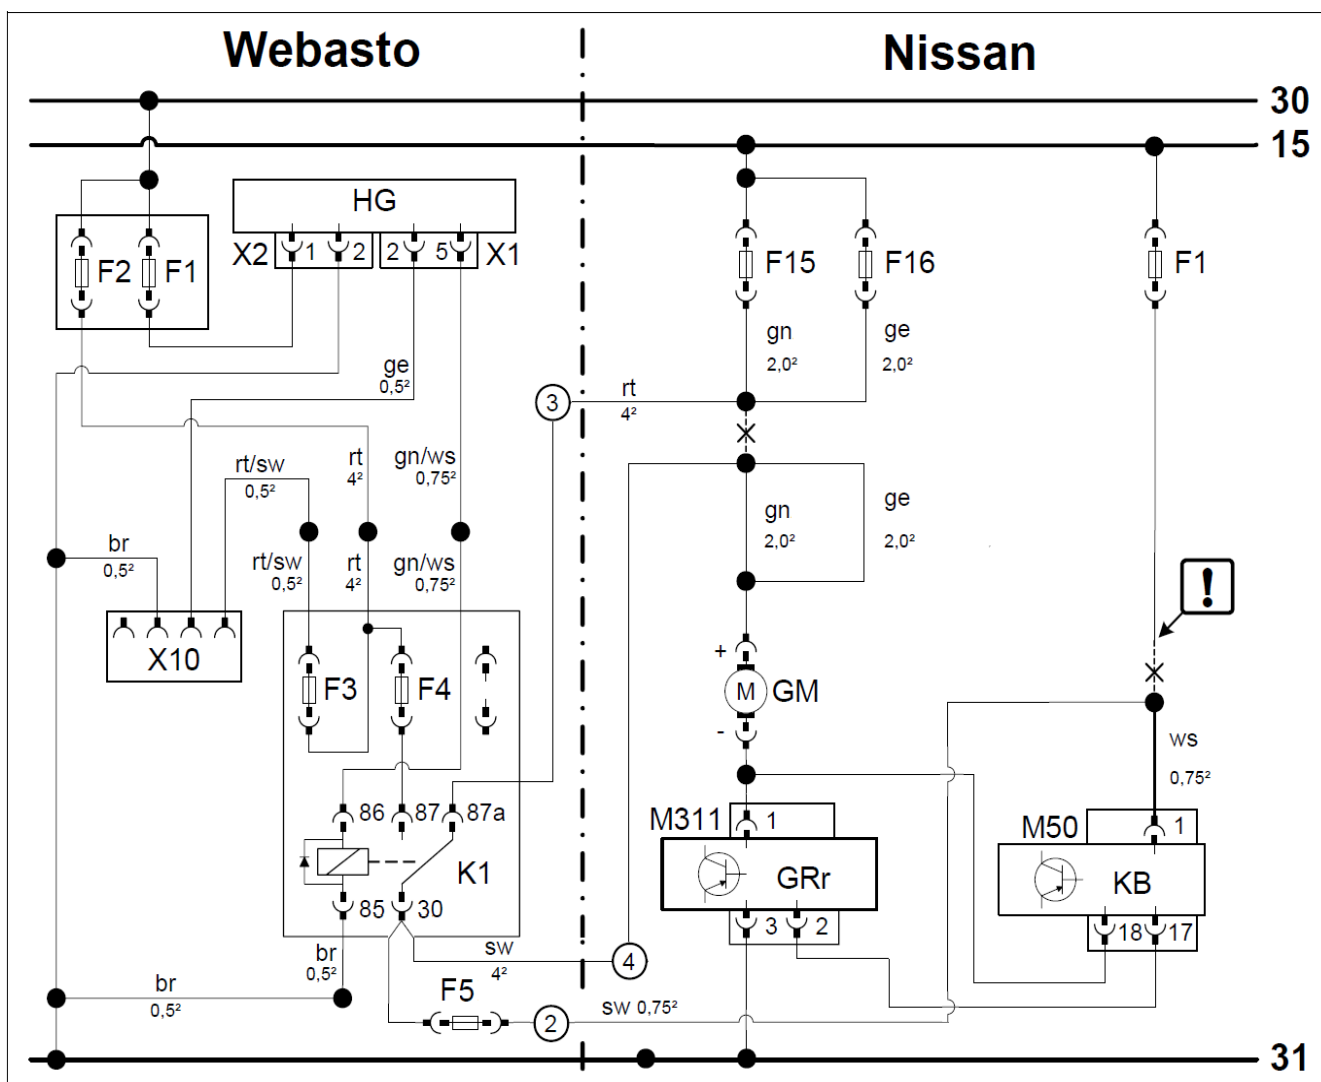 Webasto
Nissan
30
15
HG
X2 1 2 2 5 X1
F2 F1
F15 F16 F1
gn
2,0²
ge
2,0²
ge
0,5²
3
rt
4²
rt/sw
0,5²
rt
4²
gn/ws
0,75²
gn
2,0²
ge
2,0²
br
0,5²
rt/sw
0,5²
rt
4²
gn/ws
0,75²
!
X10
F3 F4
+
M GM
-
ws
0,75²
86 87 87a
M311 1
M50 1
K1
GRr
KB
85 30
3 2
18 17
br
0,5²
sw
4²
4
br
0,5²
F5
2
sw 0,75²
31